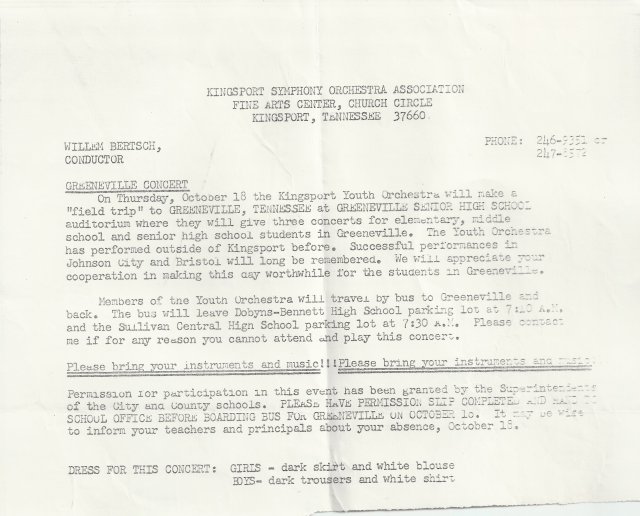 KINGSPORT SYMPHONY ORCHESTRA ASSOCIATION
FINE ARTS CENTER, CHURCH CIRCLE
KINGSPORT, TENNESSEE 37660
WILLEM BERTSCH,
CONDUCTOR
PHONE: 246-9351 or
247-8572
GREENEVILLE CONCERT
On Thursday, October 18 the Kingsport Youth Orchestra will make a
"field trip" to GREENEVILLE, TENNESSEE at GREENEVILLE SENIOR HIGH SCHOOL
auditorium where they will give three concerts for elementary, middle
school and senior high school students in Greeneville. The Youth Orchestra
has performed outside of Kingsport before. Successful performances in
Johnson City and Bristol will long be remembered. We will appreciate your
cooperation in making this day worthwhile for the students in Greeneville.
Members of the Youth Orchestra will travel by bus to Greeneville and
back. The bus will leave Dobyns-Bennett High School parking lot at 7:10 A.M.
and the Sullivan Central High School parking lot at 7:30 A.M. Please contact
me if for any reason you cannot attend and play this concert.
Please bring your instruments and music!!!Please bring your instruments and music!
Permission for participation in this event has been granted by the Superintendents
of the City and County schools. PLEASE HAVE PERMISSION SLIP COMPLETED AND HAND TO
SCHOOL OFFICE BEFORE BOARDING BUS FOR GREENEVILLE ON OCTOBER 18. It may be wise
to inform your teachers and principals about your absence, October 18.
DRESS FOR THIS CONCERT: GIRLS - dark skirt and white blouse
BOYS- dark trousers and white shirt